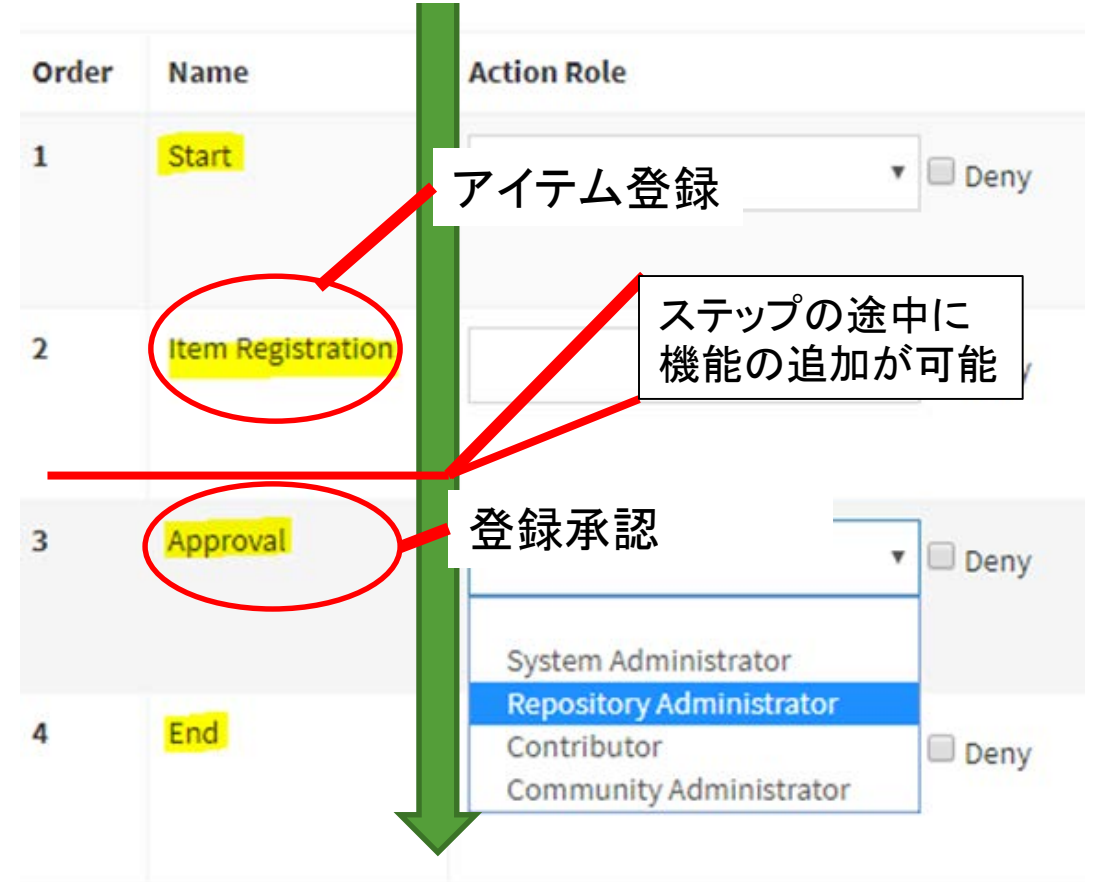 Order Name Action Role
1 Start Deny
アイテム登録
ステップの途中に
機能の追加が可能
2 Item Registration
登録承認
3 Approval Deny
System Administrator
Repository Administrator
4 End Contributor Deny
Community Administrator